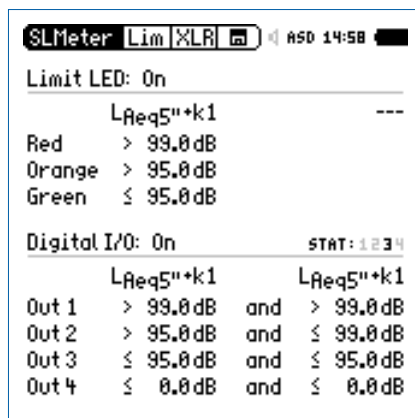 SLMeter Lim XLR ASD 14:58
Limit LED: On
LAeq5"+k1 ---
Red > 99.0dB
Orange > 95.0dB
Green ≤ 95.0dB
Digital I/O: On STAT: 1234
LAeq5"+k1 LAeq5"+k1
Out 1 > 99.0dB and > 99.0dB
Out 2 > 95.0dB and ≤ 99.0dB
Out 3 ≤ 95.0dB and ≤ 95.0dB
Out 4 ≤ 0.0dB and ≤ 0.0dB